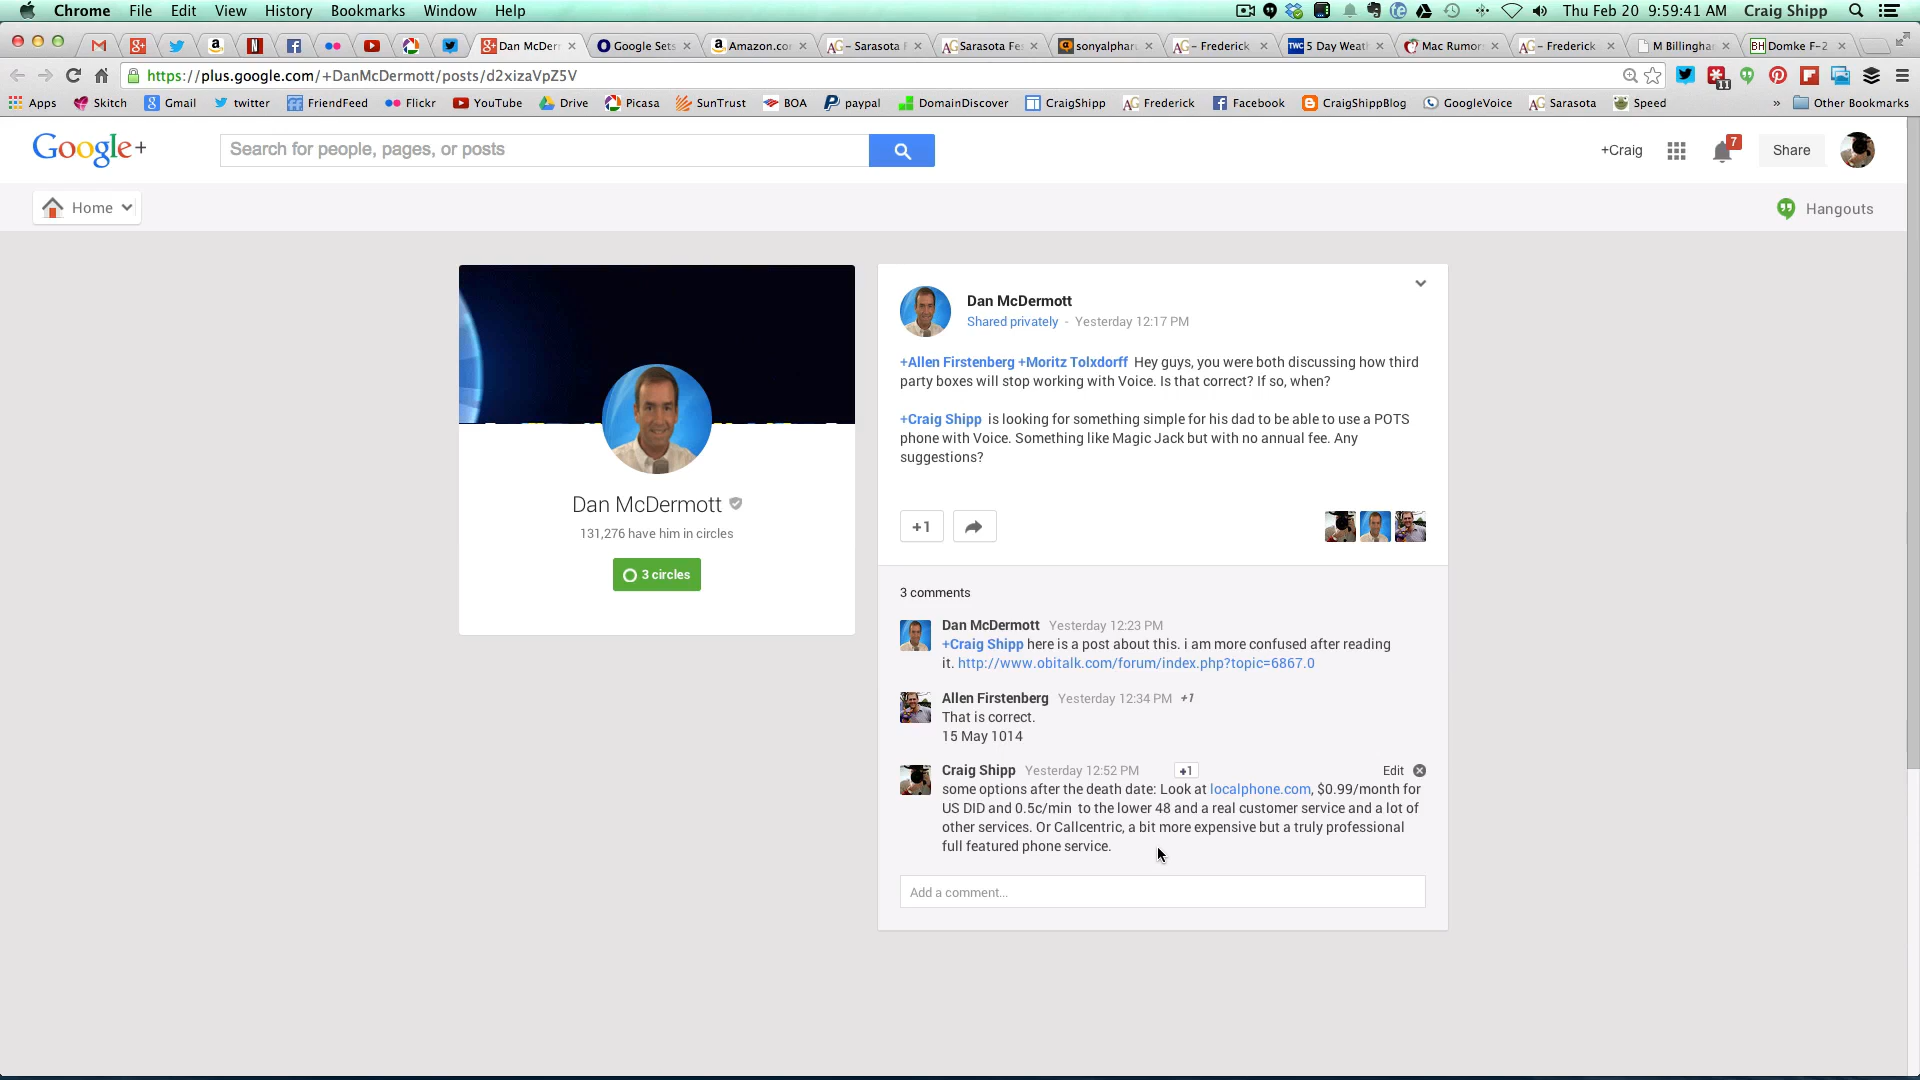 Chrome File Edit View History Bookmarks Window Help Thu Feb 20 9:59:41 AM Craig Shipp
Dan McDerm Google Sets Amazon.co AG – Sarasota F Sarasota Fe sonyalphar AG – Frederick 5 Day Weat Mac Rumor AG – Frederick M Billingha Domke F-2
https://plus.google.com/+DanMcDermott/posts/d2xizaVpZ5V
11
Apps Skitch Gmail twitter FriendFeed Flickr YouTube Drive Picasa SunTrust BOA paypal DomainDiscover CraigShipp Frederick Facebook CraigShippBlog GoogleVoice Sarasota Speed » Other Bookmarks
Google+
Search for people, pages, or posts
+Craig
7
Share
Home
Hangouts
Dan McDermott
131,276 have him in circles
3 circles
Dan McDermott
Shared privately - Yesterday 12:17 PM
+Allen Firstenberg +Moritz Tolxdorff Hey guys, you were both discussing how third
party boxes will stop working with Voice. Is that correct? If so, when?
+Craig Shipp is looking for something simple for his dad to be able to use a POTS
phone with Voice. Something like Magic Jack but with no annual fee. Any
suggestions?
+1
3 comments
Dan McDermott Yesterday 12:23 PM
+Craig Shipp here is a post about this. i am more confused after reading
it. http://www.obitalk.com/forum/index.php?topic=6867.0
Allen Firstenberg Yesterday 12:34 PM +1
That is correct.
15 May 1014
Craig Shipp Yesterday 12:52 PM +1 Edit
some options after the death date: Look at localphone.com, $0.99/month for
US DID and 0.5c/min to the lower 48 and a real customer service and a lot of
other services. Or Callcentric, a bit more expensive but a truly professional
full featured phone service.
Add a comment...